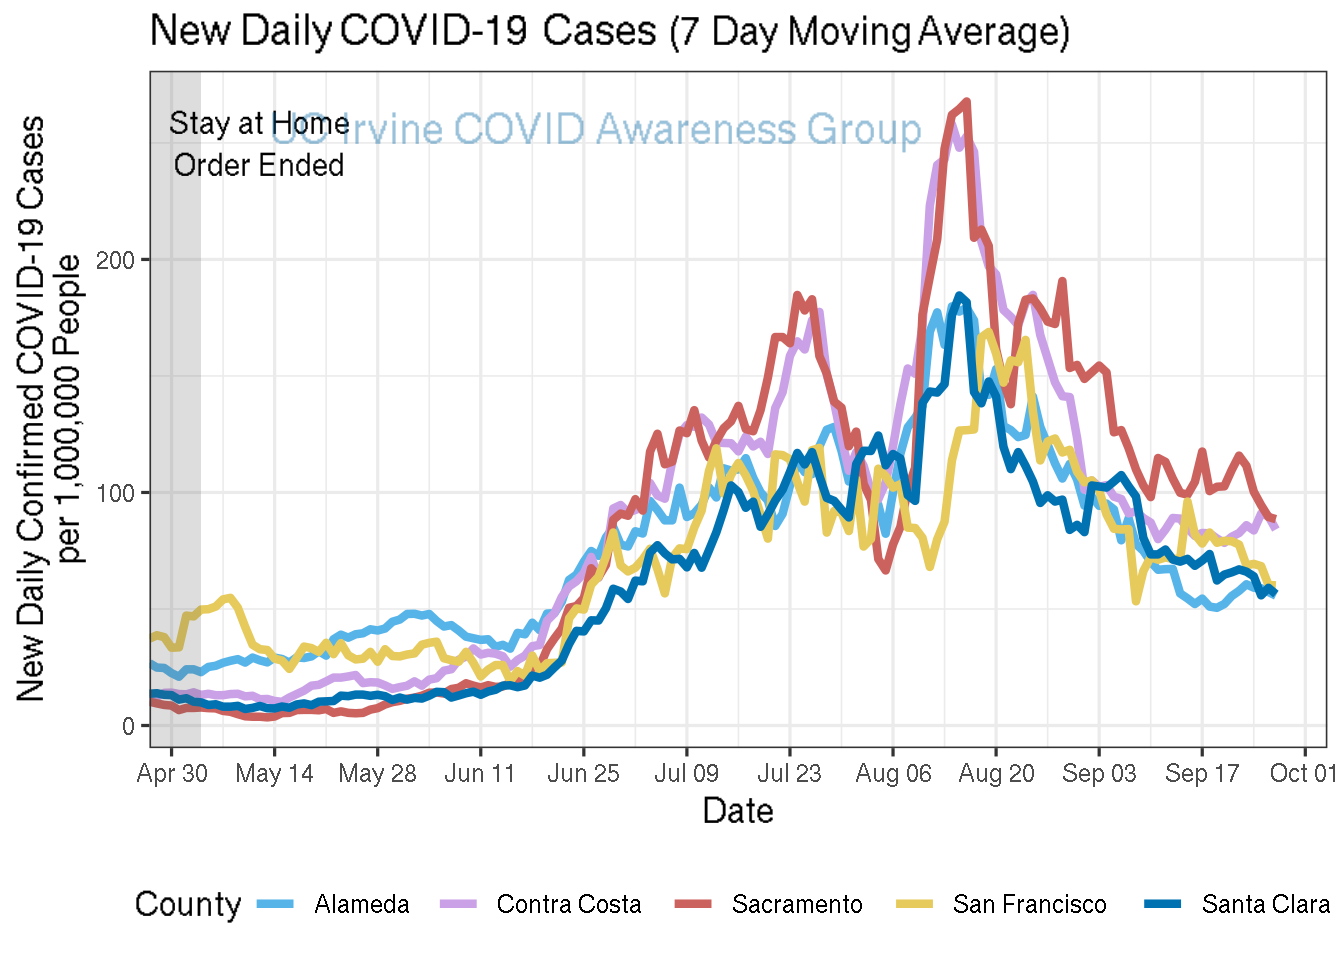 New Daily COVID-19 Cases (7 Day Moving Average)
UC Irvine COVID Awareness Group
Stay at Home
Order Ended
New Daily Confirmed COVID-19 Cases
per 1,000,000 People
200
100
0
Apr 30 May 14 May 28 Jun 11 Jun 25 Jul 09 Jul 23 Aug 06 Aug 20 Sep 03 Sep 17 Oct 01
Date
County Alameda Contra Costa Sacramento San Francisco Santa Clara